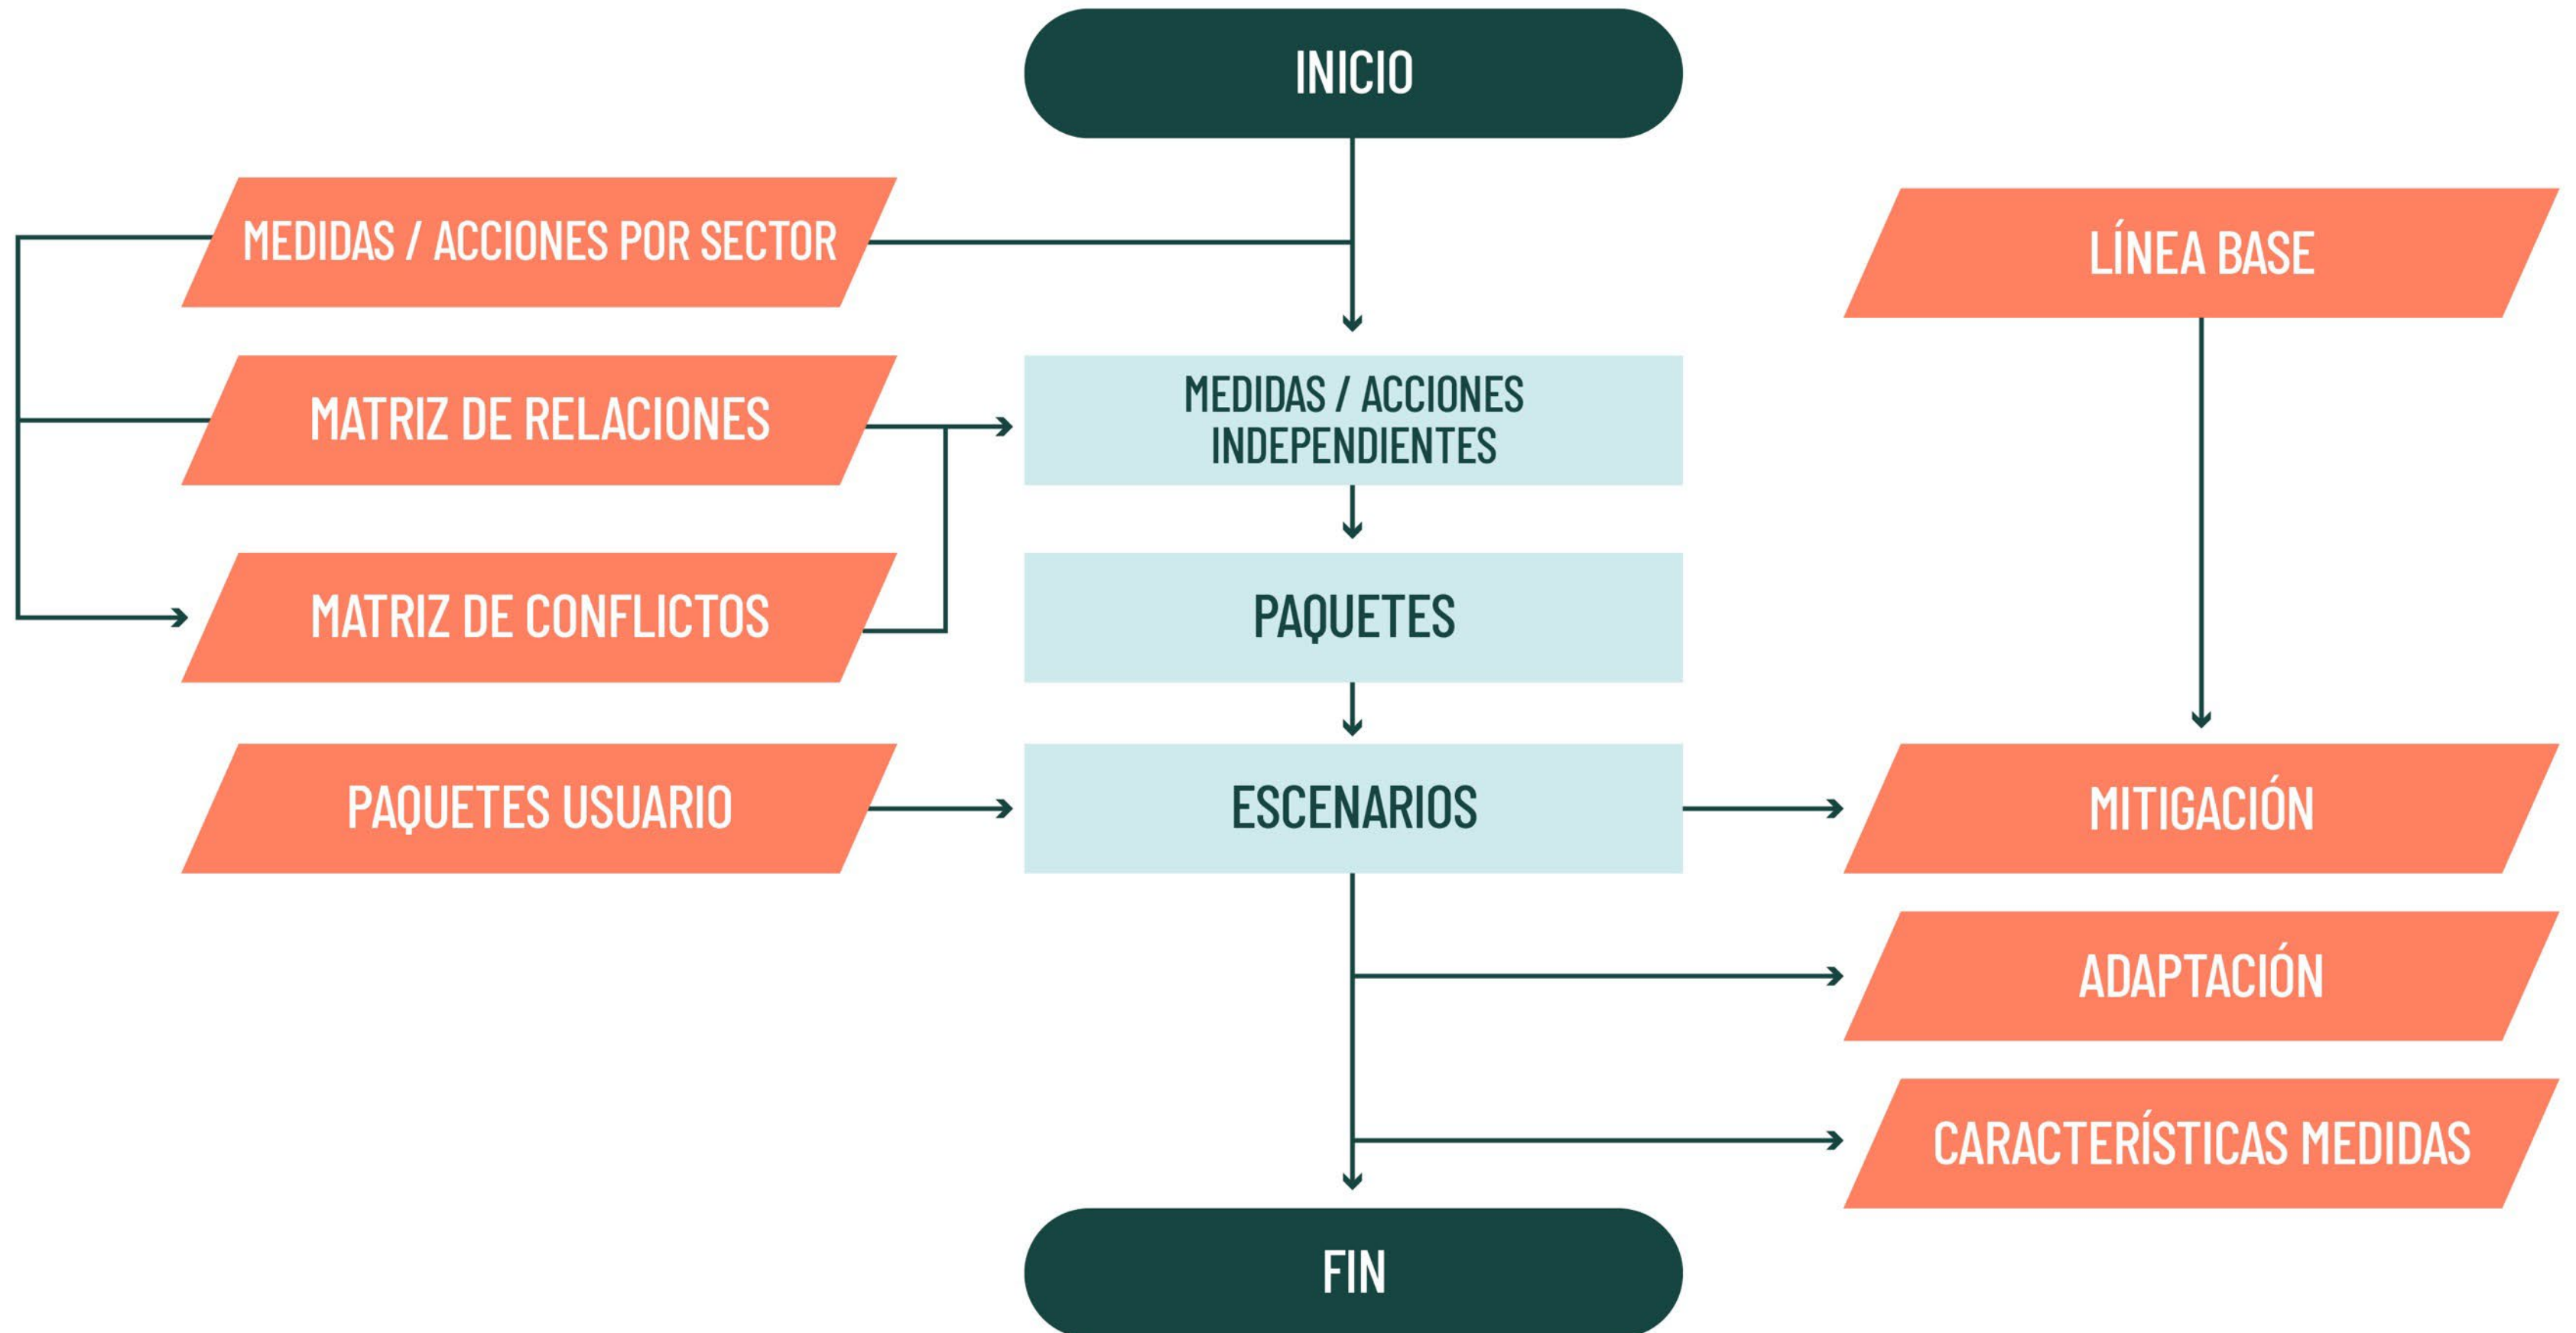 INICIO
MEDIDAS / ACCIONES POR SECTOR
LÍNEA BASE
MATRIZ DE RELACIONES
MEDIDAS / ACCIONES
INDEPENDIENTES
MATRIZ DE CONFLICTOS
PAQUETES
PAQUETES USUARIO
ESCENARIOS
MITIGACIÓN
ADAPTACIÓN
CARACTERÍSTICAS MEDIDAS
FIN